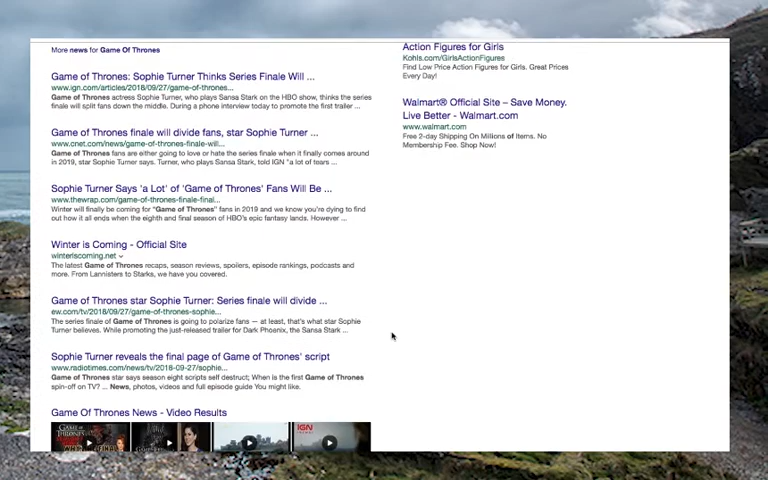 More news for Game Of Thrones
Game of Thrones: Sophie Turner Thinks Series Finale Will ...
www.ign.com/articles/2018/09/27/game-of-thrones...
Game of Thrones actress Sophie Turner, who plays Sansa Stark on the HBO show, thinks the series
finale will split fans down the middle. During a phone interview today to promote the first trailer ...
Game of Thrones finale will divide fans, star Sophie Turner ...
www.cnet.com/news/game-of-thrones-finale-will...
Game of Thrones fans are either going to love or hate the series finale when it finally comes around
in 2019, star Sophie Turner says. Turner, who plays Sansa Stark, told IGN "a lot of tears ...
Sophie Turner Says 'a Lot' of 'Game of Thrones' Fans Will Be ...
www.thewrap.com/game-of-thrones-finale-final...
Winter will finally be coming for "Game of Thrones" fans in 2019 and we know you're dying to find
out how it all ends when the eighth and final season of HBO's epic fantasy lands. However ...
Winter is Coming - Official Site
winteriscoming.net
The latest Game of Thrones recaps, season reviews, spoilers, episode rankings, podcasts and
more. From Lannisters to Starks, we have you covered.
Game of Thrones star Sophie Turner: Series finale will divide ...
ew.com/tv/2018/09/27/game-of-thrones-sophie...
The series finale of Game of Thrones is going to polarize fans — at least, that's what star Sophie
Turner believes. While promoting the just-released trailer for Dark Phoenix, the Sansa Stark ...
Sophie Turner reveals the final page of Game of Thrones' script
www.radiotimes.com/news/tv/2018-09-27/sophie...
Game of Thrones star says season eight scripts self destruct; When is the first Game of Thrones
spin-off on TV? ... News, photos, videos and full episode guide You might like.
Game Of Thrones News - Video Results
GAME OF THRONES
IGN
Action Figures for Girls
Kohls.com/GirlsActionFigures
Find Low Price Action Figures for Girls. Great Prices
Every Day!
Walmart® Official Site – Save Money.
Live Better - Walmart.com
www.walmart.com
Free 2-day Shipping On Millions of Items. No
Membership Fee. Shop Now!